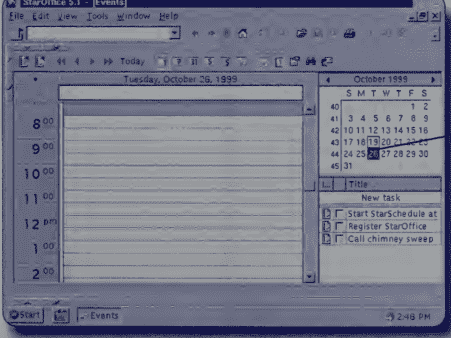 StarOffice 5.1 - [Events]
File Edit View Tools Window Help
Today
Tuesday, October 26, 1999
October 1999
S M T W T F S
40 1 2
41 3 4 5 6 7 8 9
42 10 11 12 13 14 15 16
43 17 18 19 20 21 22 23
44 24 25 26 27 28 29 30
45 31
8 00
9 00
10 00
11 00
12 pm
1 00
2 00
Title
New task
Start StarSchedule at
Register StarOffice
Call chimney sweep
Start
Events
2:48 PM